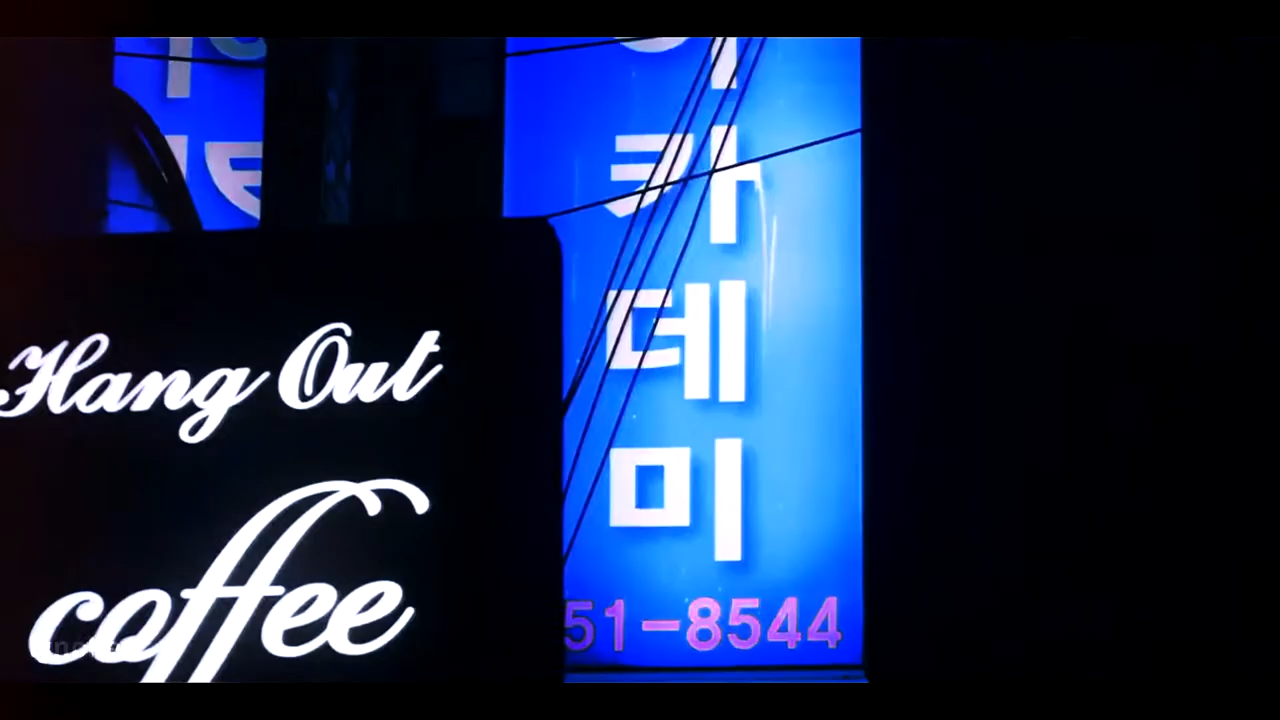 Hang Out
coffee
카
데
미
51-8544